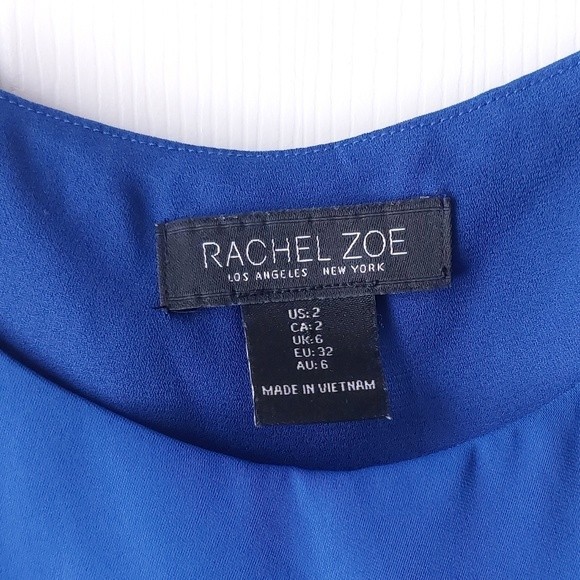 RACHEL ZOE
LOS ANGELES NEW YORK
US: 2
CA: 2
UK: 6
EU: 32
AU: 6
MADE IN VIETNAM